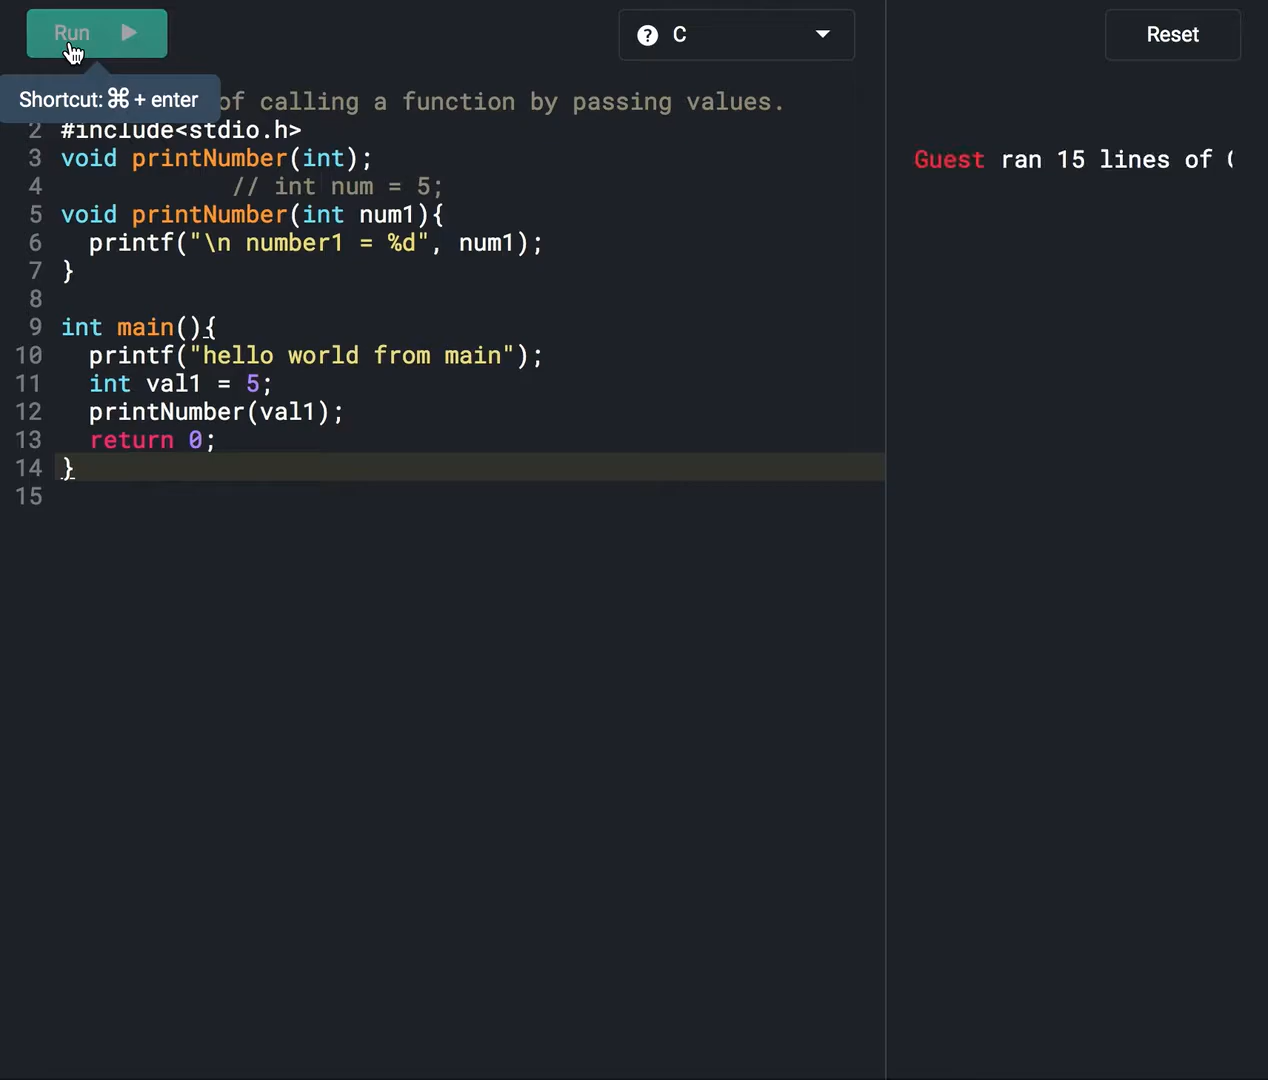 Run
C
Reset
Shortcut: ⌘ + enter
of calling a function by passing values.
2 #include<stdio.h>
3 void printNumber(int);
4 // int num = 5;
5 void printNumber(int num1){
6 printf("\n number1 = %d", num1);
7 }
8
9 int main(){
10 printf("hello world from main");
11 int val1 = 5;
12 printNumber(val1);
13 return 0;
14 }
15
Guest ran 15 lines of